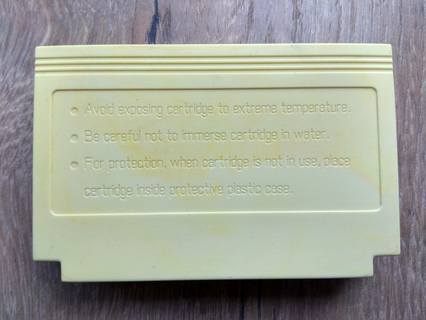 • Avoid exposing cartridge to extreme temperature.
• Be careful not to immerse cartridge in water.
• For protection, when cartridge is not in use, place
cartridge inside protective plastic case.